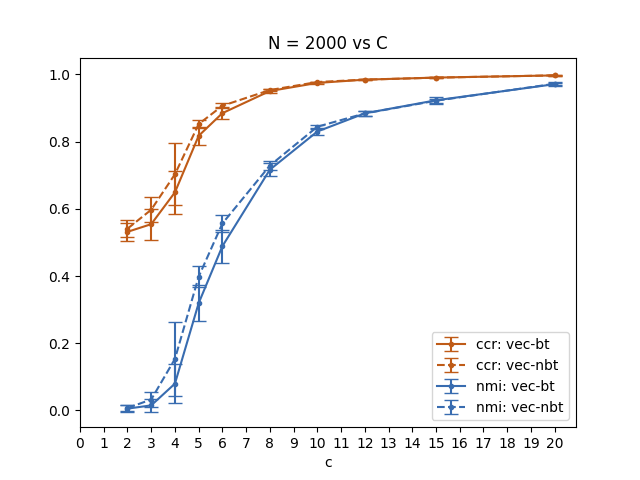 N = 2000 vs C
1.0
0.8
0.6
0.4
0.2
0.0
ccr: vec-bt
ccr: vec-nbt
nmi: vec-bt
nmi: vec-nbt
0 1 2 3 4 5 6 7 8 9 10 11 12 13 14 15 16 17 18 19 20
c